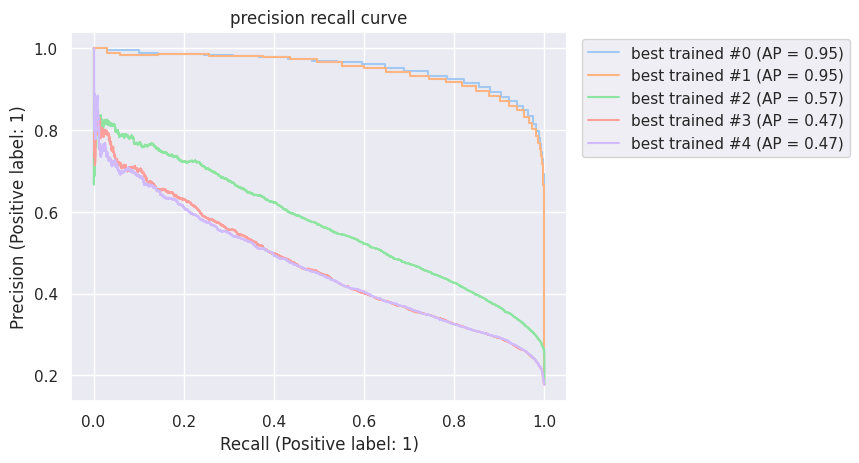 precision recall curve
best trained #0 (AP = 0.95)
best trained #1 (AP = 0.95)
best trained #2 (AP = 0.57)
best trained #3 (AP = 0.47)
best trained #4 (AP = 0.47)
Precision (Positive label: 1)
1.0
0.8
0.6
0.4
0.2
0.0 0.2 0.4 0.6 0.8 1.0
Recall (Positive label: 1)